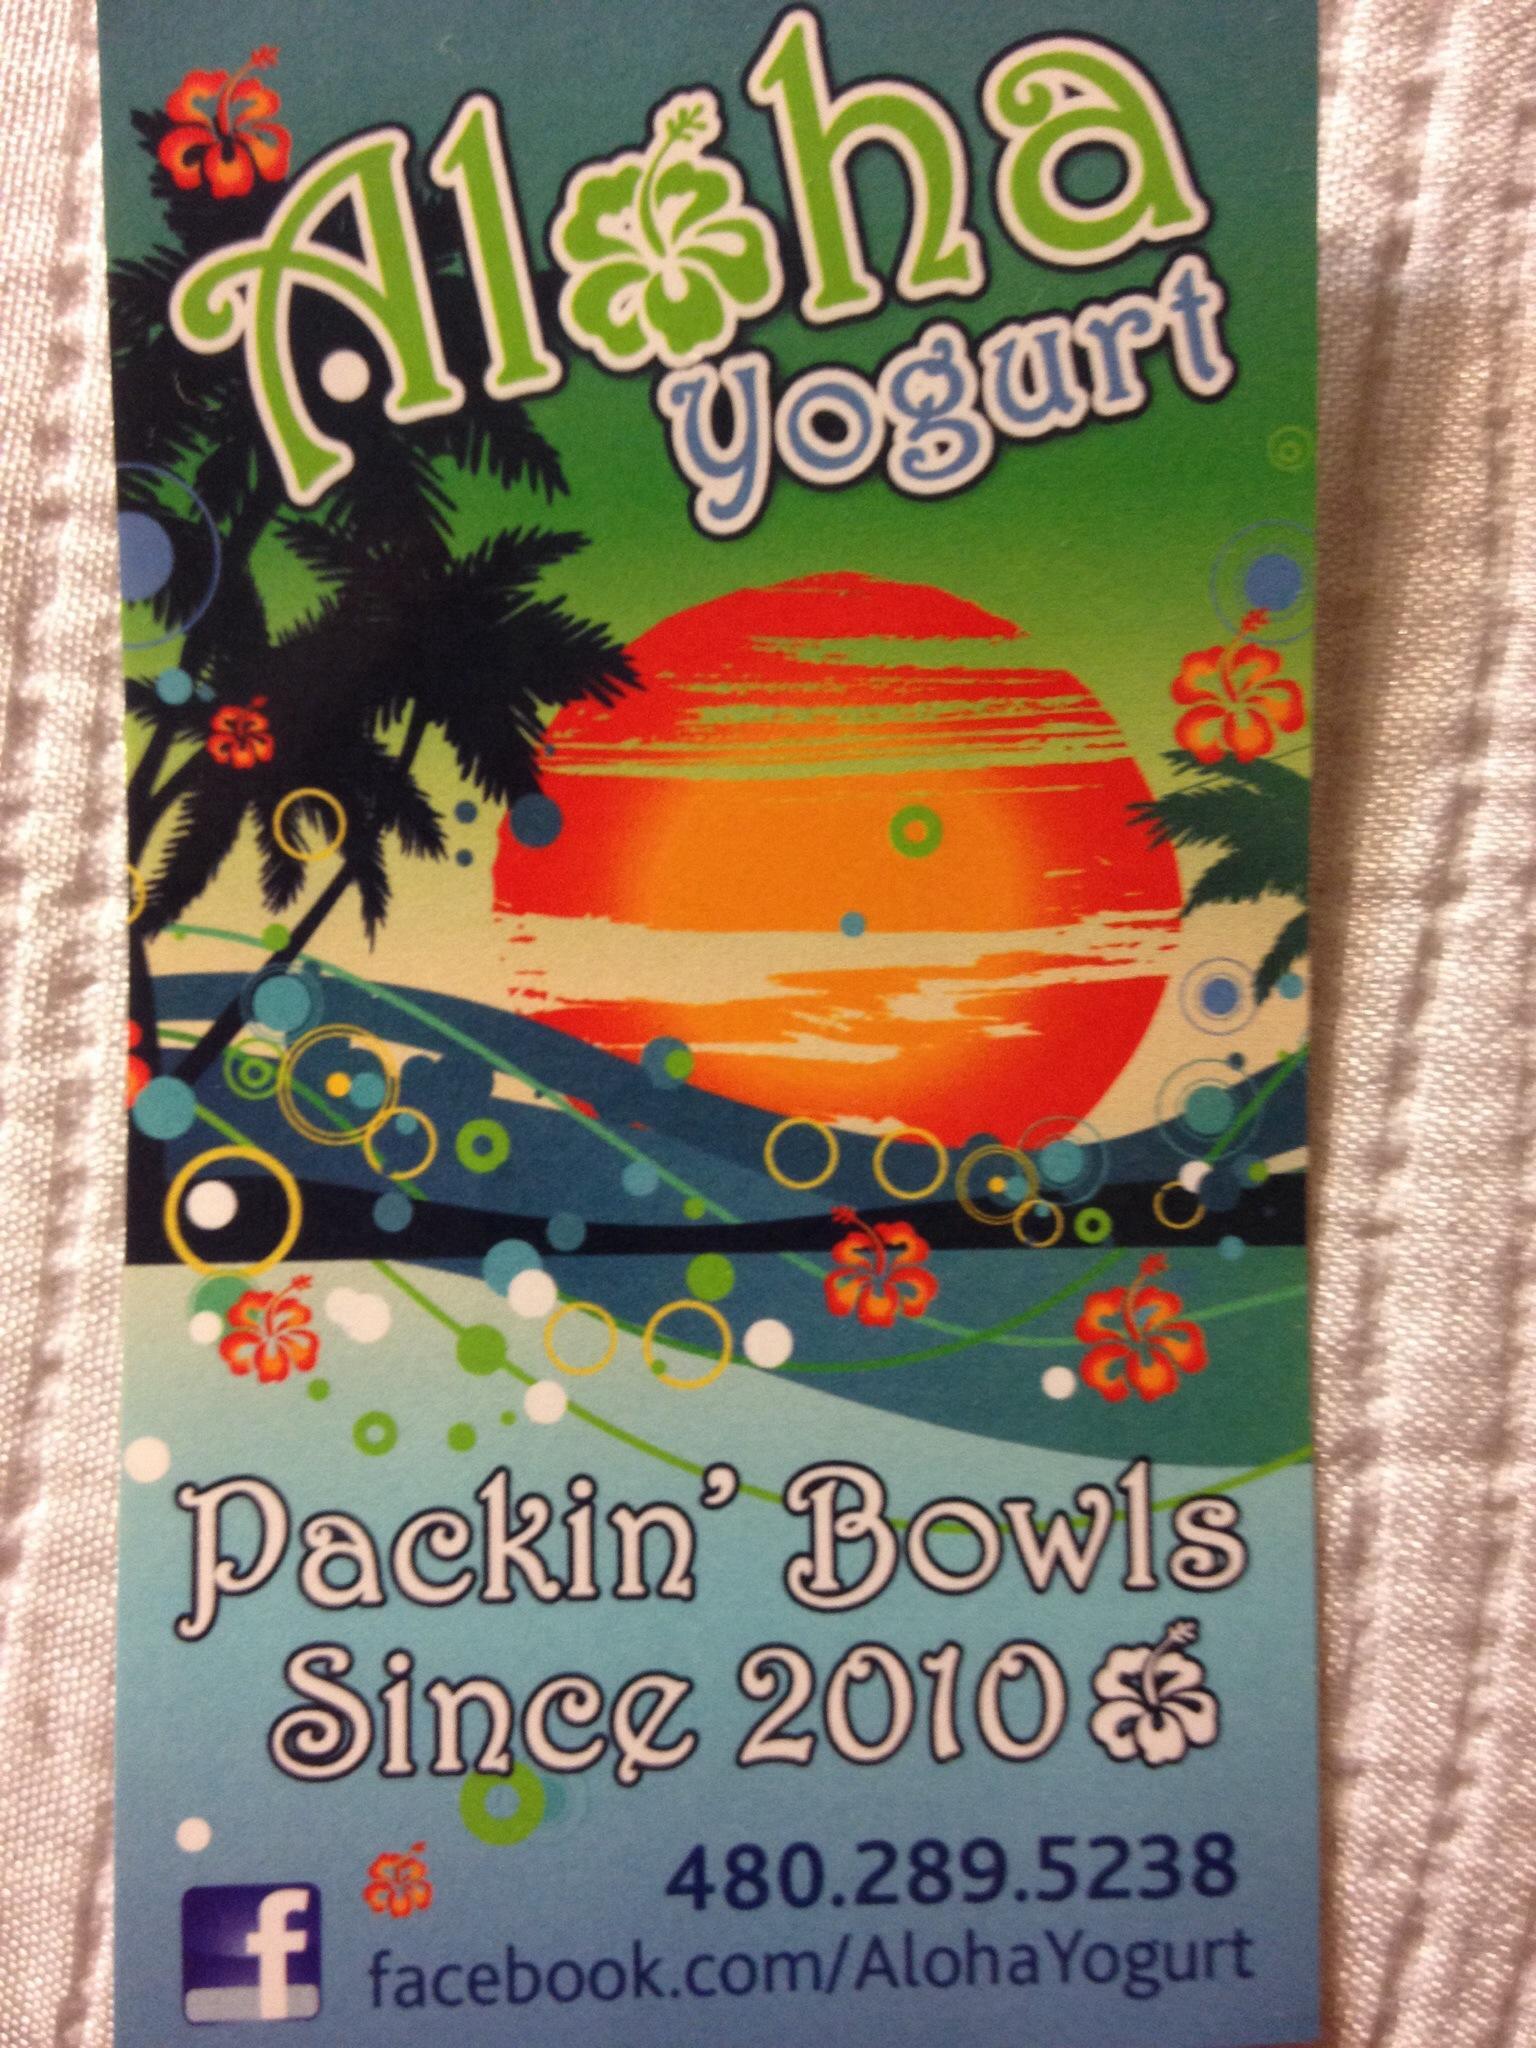 Aloha
yogurt
Packin' Bowls
Since 2010
480.289.5238
f facebook.com/AlohaYogurt